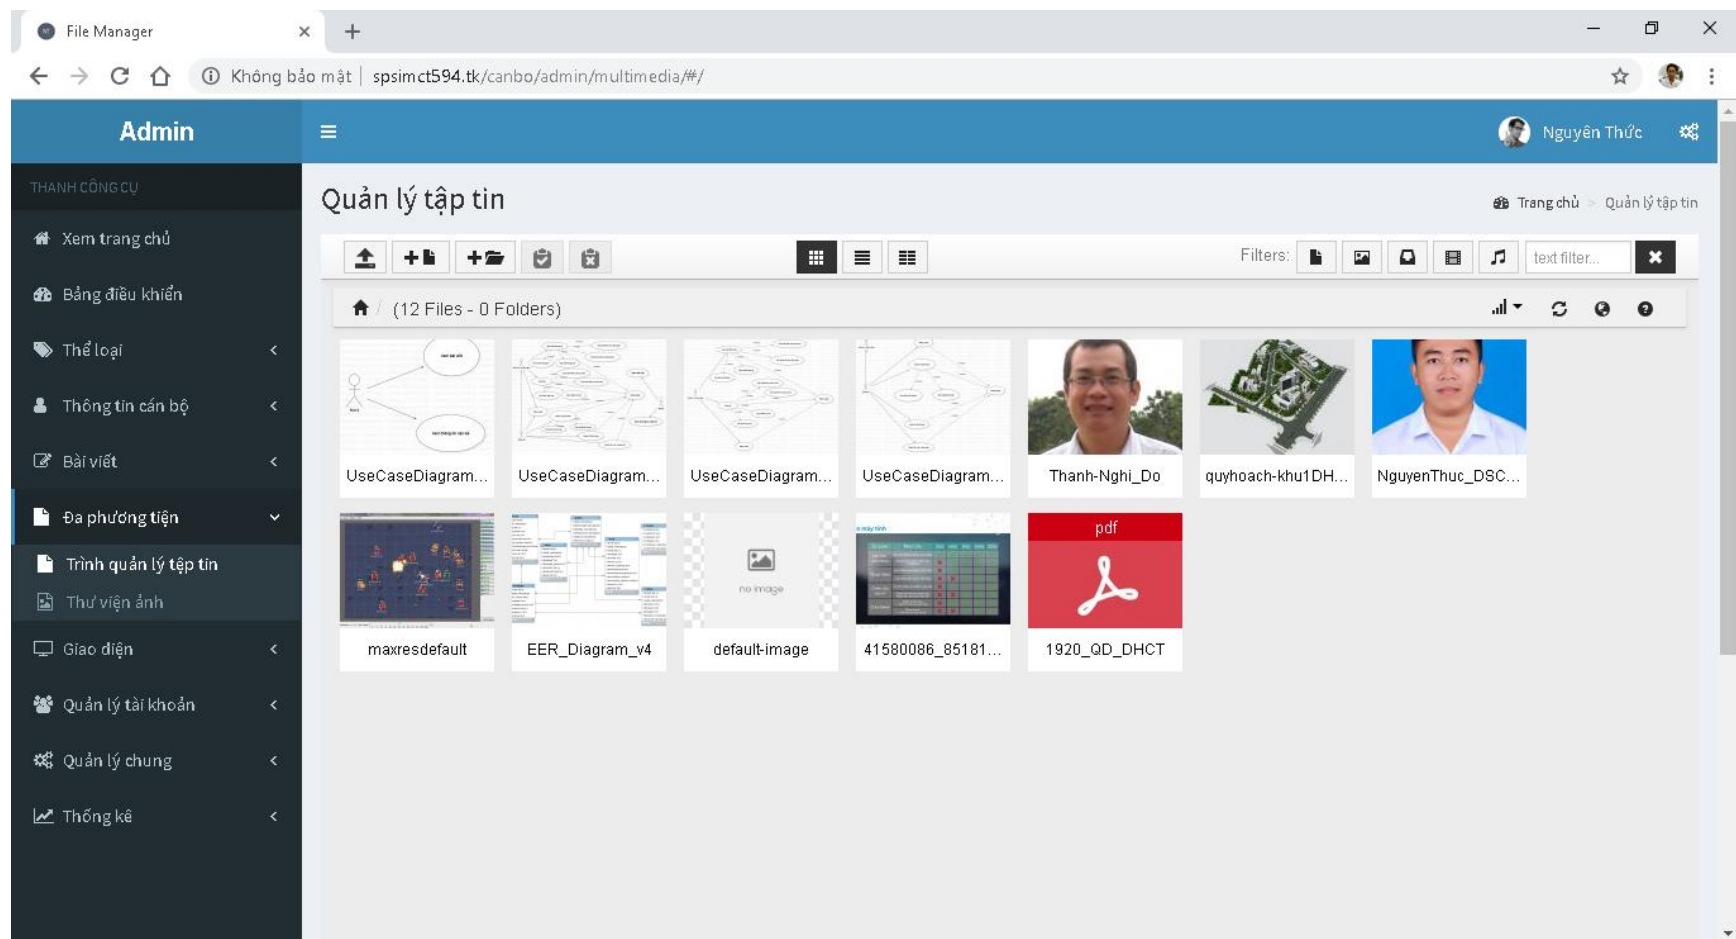 File Manager
Không bảo mật | spsimct594.tk/canbo/admin/multimedia/#/
Admin
Nguyên Thức
THANH CÔNG CỤ
Quản lý tập tin
Trang chủ > Quản lý tập tin
Xem trang chủ
Filters:
text filter...
Bảng điều khiển
/ (12 Files - 0 Folders)
Thể loại
Thông tin cán bộ
Bài viết
UseCaseDiagram...
UseCaseDiagram...
UseCaseDiagram...
UseCaseDiagram...
Thanh-Nghi_Do
quyhoach-khu1DH...
NguyenThuc_DSC...
Đa phương tiện
pdf
Trình quản lý tệp tin
no image
Thư viện ảnh
Giao diện
maxresdefault
EER_Diagram_v4
default-image
41580086_85181...
1920_QD_DHCT
Quản lý tài khoản
Quản lý chung
Thống kê